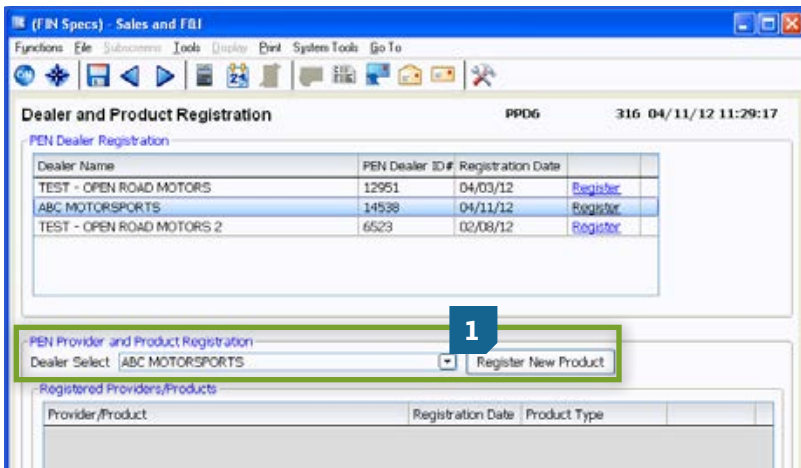 (FIN Specs) - Sales and F&I
Functions File Subscreens Tools Display Print System Tools Go To
Dealer and Product Registration PPD6 316 04/11/12 11:29:17
PEN Dealer Registration
Dealer Name PEN Dealer ID# Registration Date
TEST - OPEN ROAD MOTORS 12951 04/03/12 Register
ABC MOTORSPORTS 14538 04/11/12 Register
TEST - OPEN ROAD MOTORS 2 6523 02/08/12 Register
1
PEN Provider and Product Registration
Dealer Select ABC MOTORSPORTS Register New Product
Registered Providers/Products
Provider/Product Registration Date Product Type